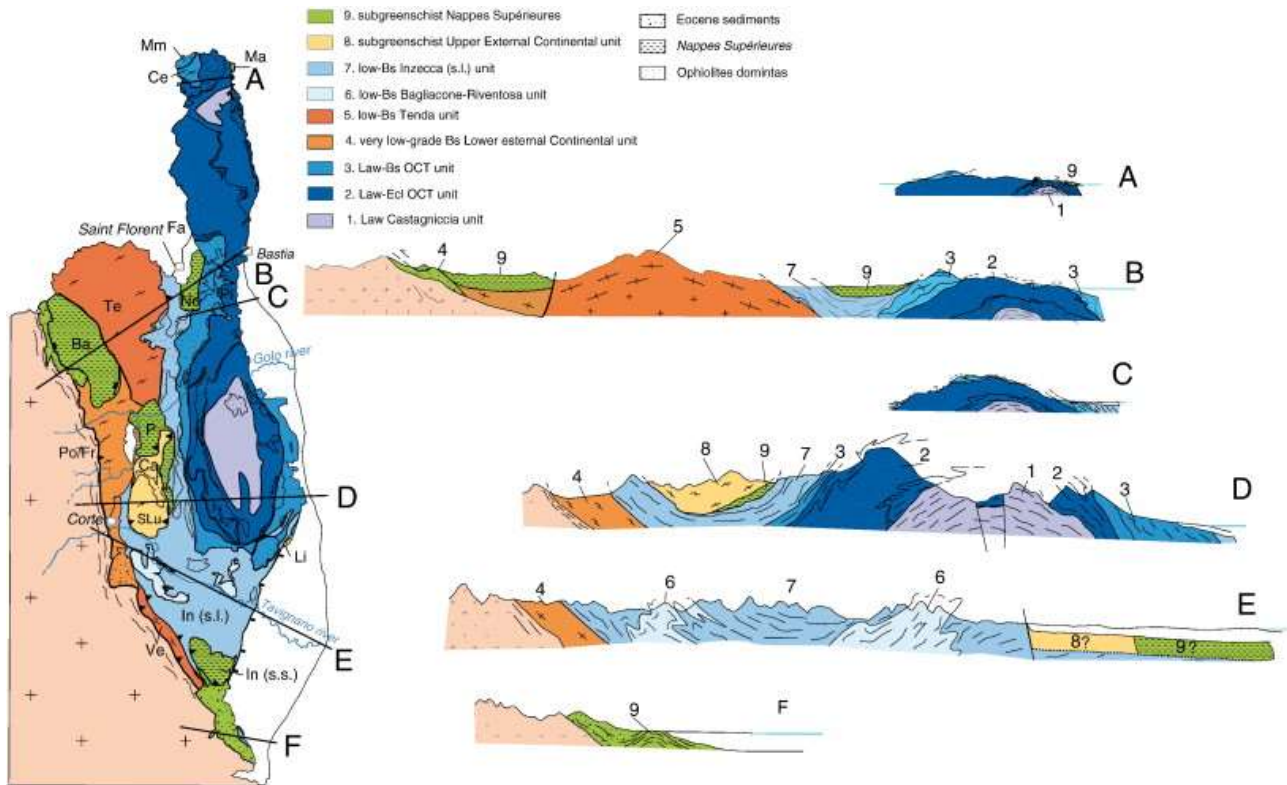 Mm
Ma
Ce
A
9. subgreenschist Nappes Supérieures
8. subgreenschist Upper External Continental unit
7. low-Bs Inzecca (s.l.) unit
6. low-Bs Bagliacone-Riventosa unit
5. low-Bs Tenda unit
4. very low-grade Bs Lower esternal Continental unit
3. Law-Bs OCT unit
2. Law-Ecl OCT unit
1. Law Castagniccia unit
Eocene sediments
Nappes Supérieures
Ophiolites domintas
9
A
1
Saint Florent
Fa
Bastia
B
C
Te
Ne
Ba
Golo river
P
Po/Fr
Ca
D
Corte
SLu
Li
In (s.l.)
Tavignano river
Ve
E
In (s.s.)
F
4
9
5
7
9
3
2
3
B
C
4
8
9
7
3
2
1
2
3
D
4
6
7
6
E
8?
9?
9
F